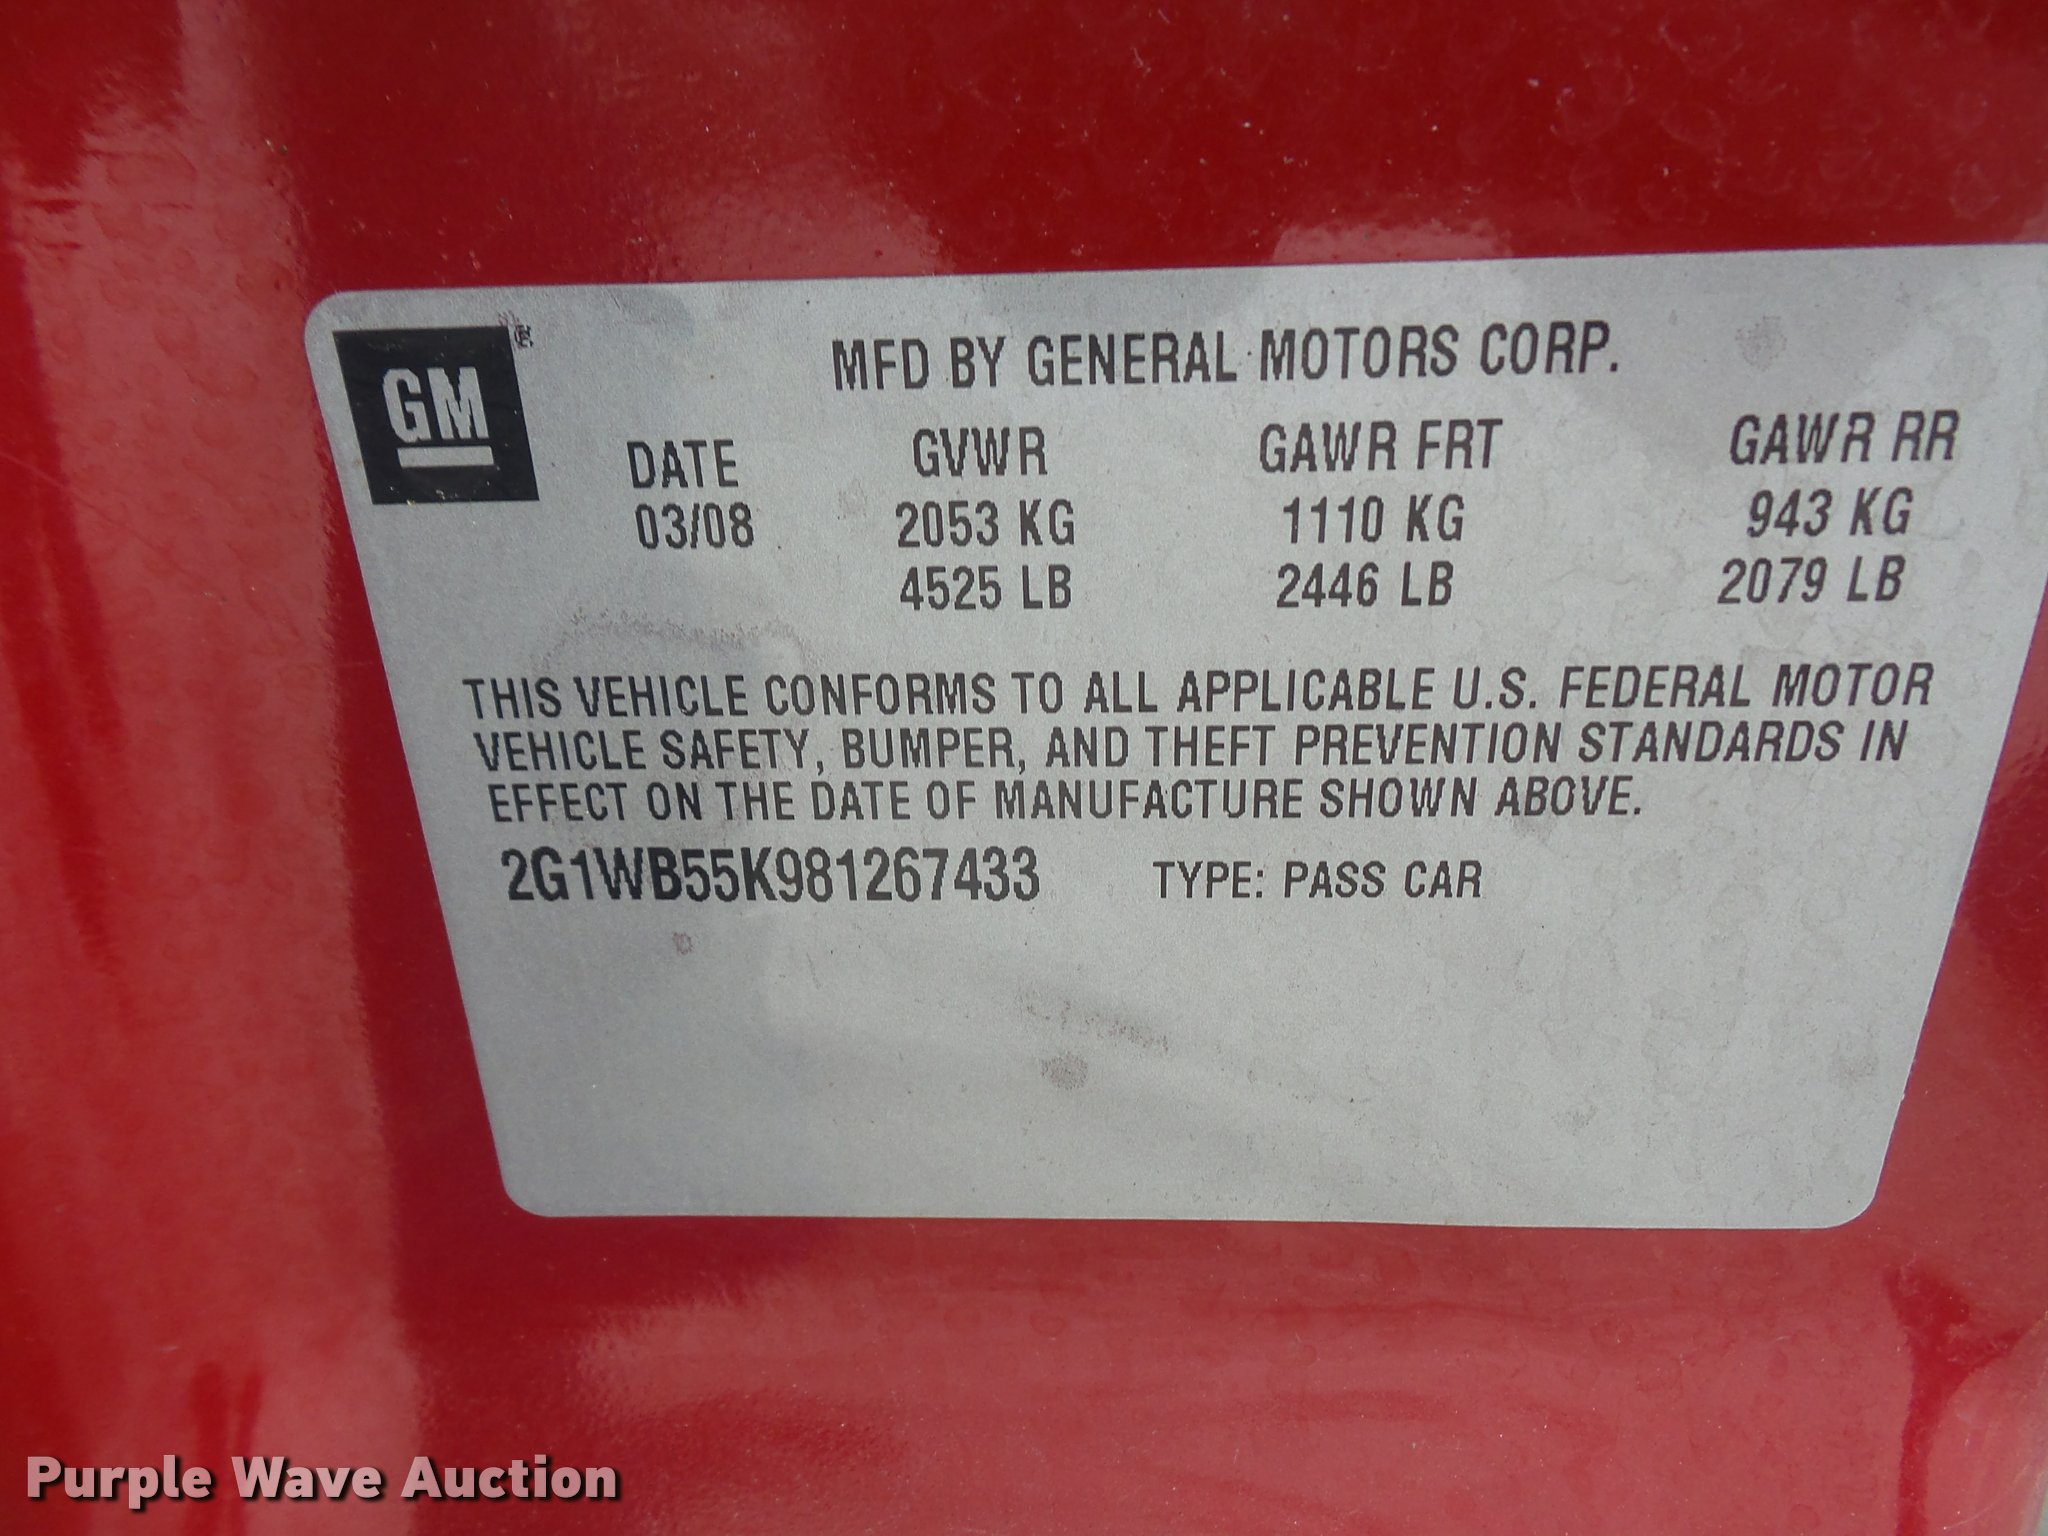 GM
MFD BY GENERAL MOTORS CORP.
DATE GVWR GAWR FRT GAWR RR
03/08 2053 KG 1110 KG 943 KG
4525 LB 2446 LB 2079 LB
THIS VEHICLE CONFORMS TO ALL APPLICABLE U.S. FEDERAL MOTOR
VEHICLE SAFETY, BUMPER, AND THEFT PREVENTION STANDARDS IN
EFFECT ON THE DATE OF MANUFACTURE SHOWN ABOVE.
2G1WB55K981267433 TYPE: PASS CAR
Purple Wave Auction